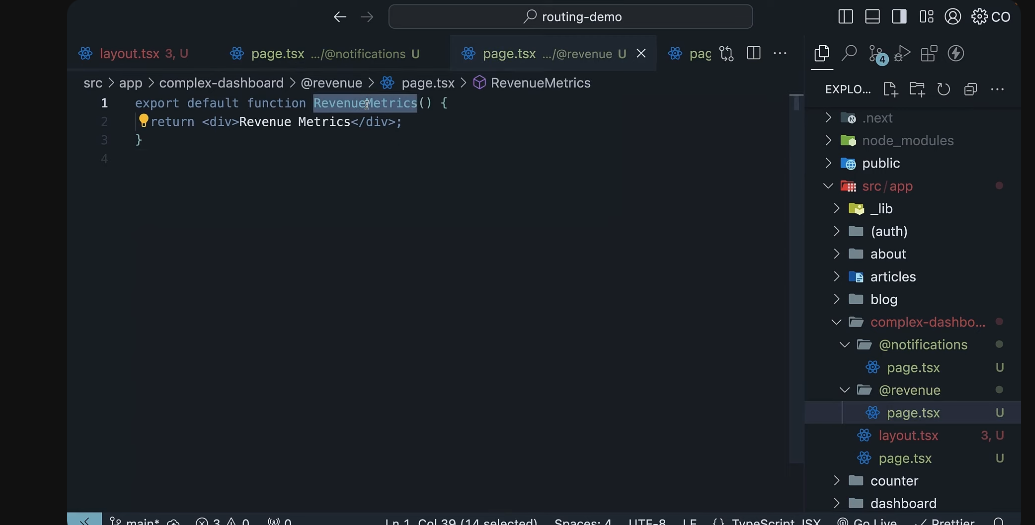 routing-demo
CO
layout.tsx 3, U
page.tsx .../@notifications U
page.tsx .../@revenue U
pag
4
src > app > complex-dashboard > @revenue > page.tsx > RevenueMetrics
EXPLO...
1 export default function RevenueMetrics() {
2 return <div>Revenue Metrics</div>;
3 }
4
.next
node_modules
public
src / app
_lib
(auth)
about
articles
blog
complex-dashbo...
@notifications
page.tsx U
@revenue
page.tsx U
layout.tsx 3, U
page.tsx U
counter
dashboard
main* 3 0 0 Ln 1, Col 39 (14 selected) Spaces: 4 UTF-8 LF {} TypeScript JSX Go Live Prettier